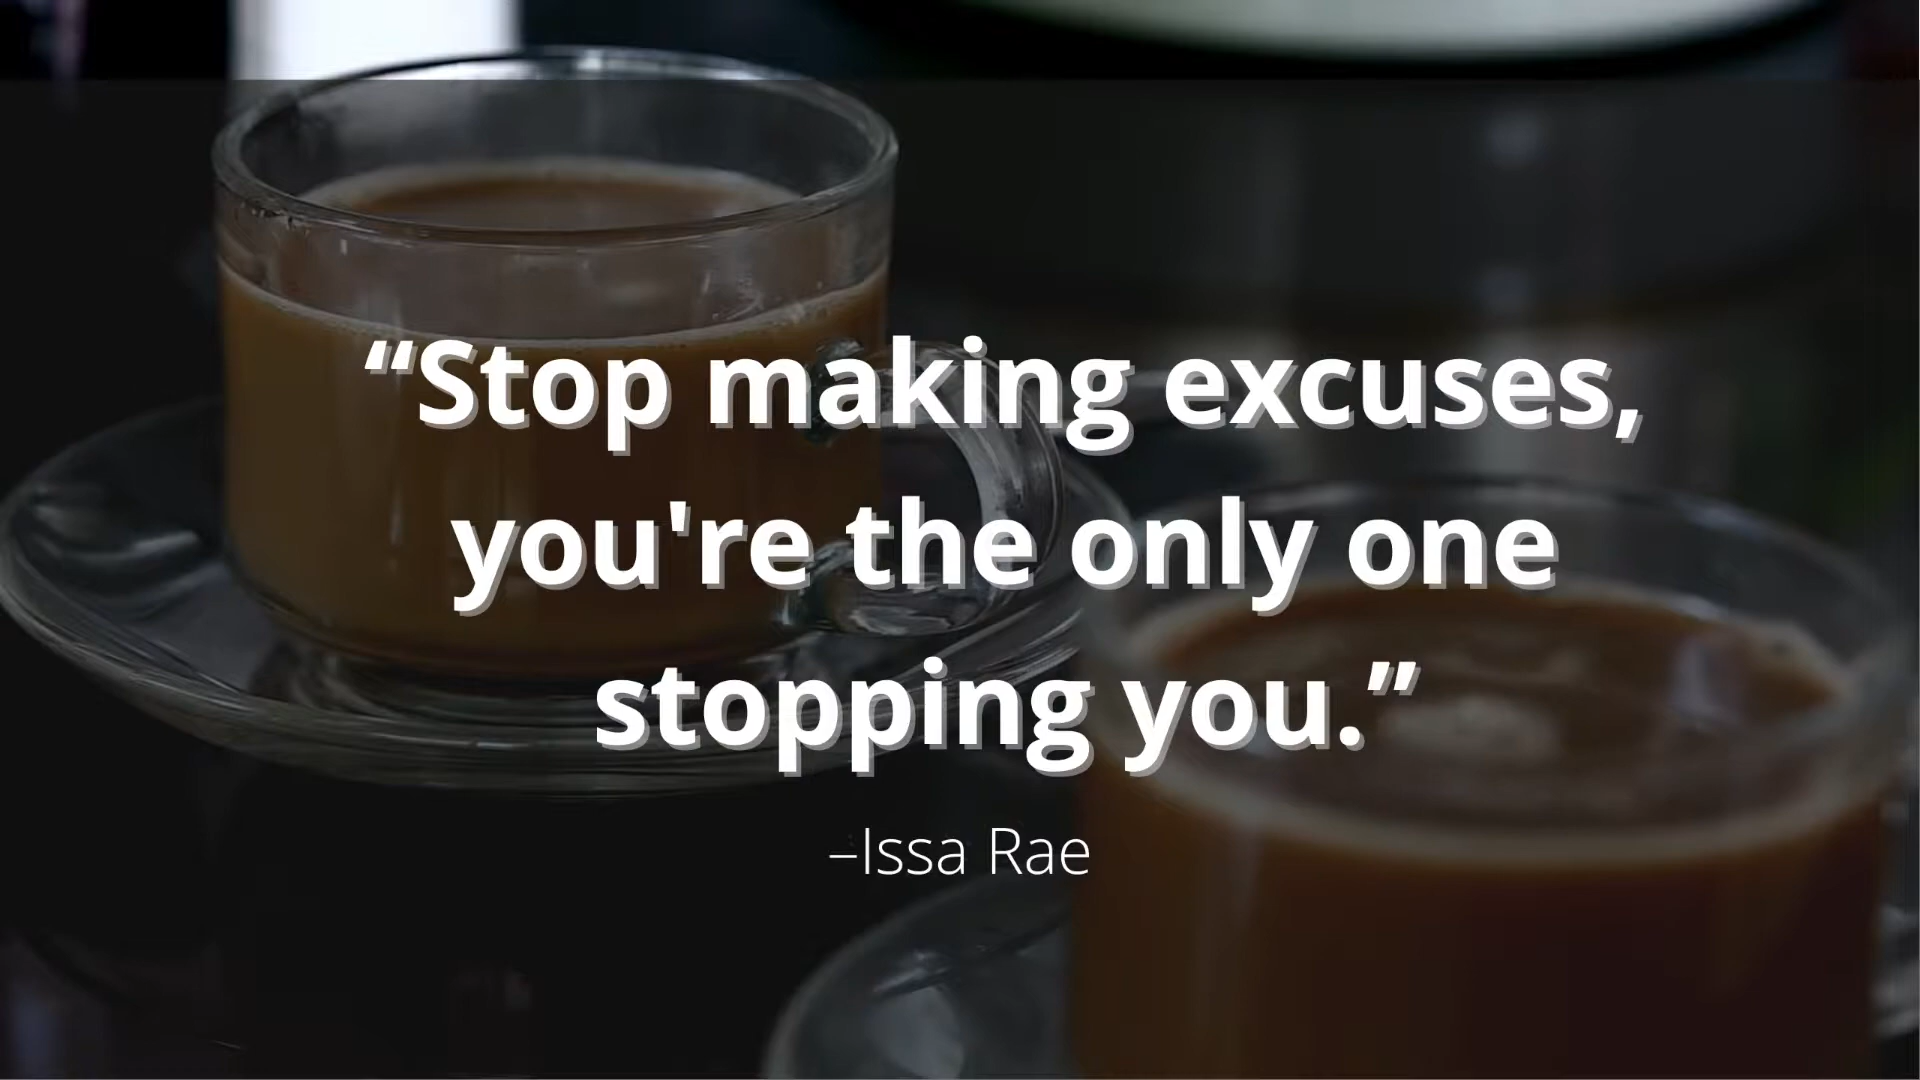 “Stop making excuses,
you're the only one
stopping you.”
–Issa Rae